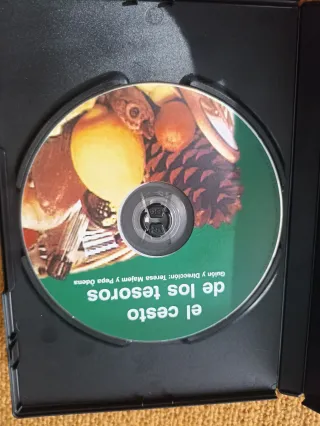 el cesto
de los tesoros
Guión y Dirección: Teresa Majem y Pepa Ódena